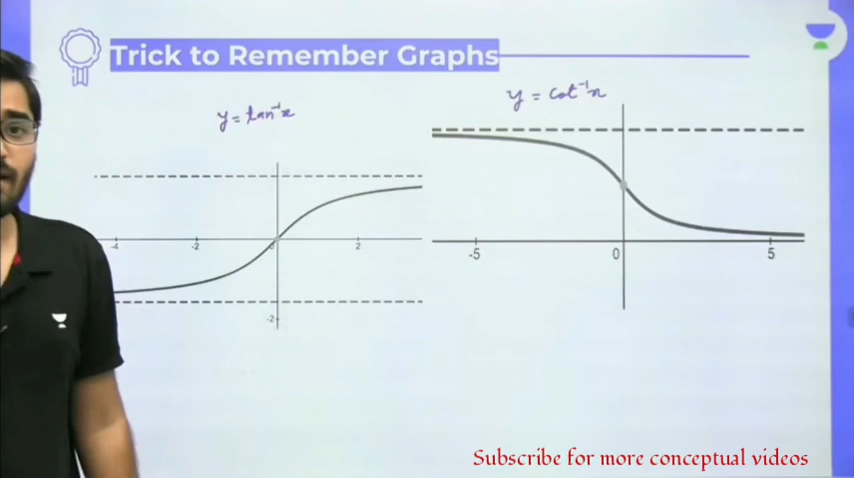 Trick to Remember Graphs
y = tan⁻¹x
y = cot⁻¹x
-4 -2 0 2
-2
-5 0 5
Subscribe for more conceptual videos